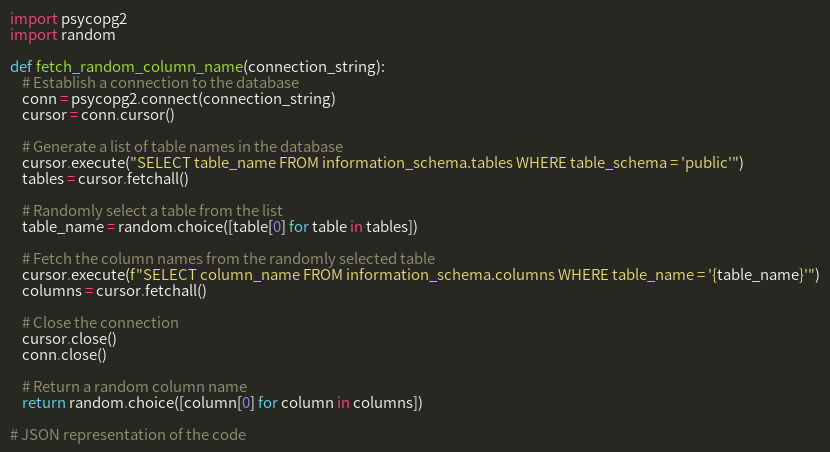 import psycopg2
import random

def fetch_random_column_name(connection_string):
    # Establish a connection to the database
    conn = psycopg2.connect(connection_string)
    cursor = conn.cursor()

    # Generate a list of table names in the database
    cursor.execute("SELECT table_name FROM information_schema.tables WHERE table_schema = 'public'")
    tables = cursor.fetchall()

    # Randomly select a table from the list
    table_name = random.choice([table[0] for table in tables])

    # Fetch the column names from the randomly selected table
    cursor.execute(f"SELECT column_name FROM information_schema.columns WHERE table_name = '{table_name}'")
    columns = cursor.fetchall()

    # Close the connection
    cursor.close()
    conn.close()

    # Return a random column name
    return random.choice([column[0] for column in columns])

# JSON representation of the code